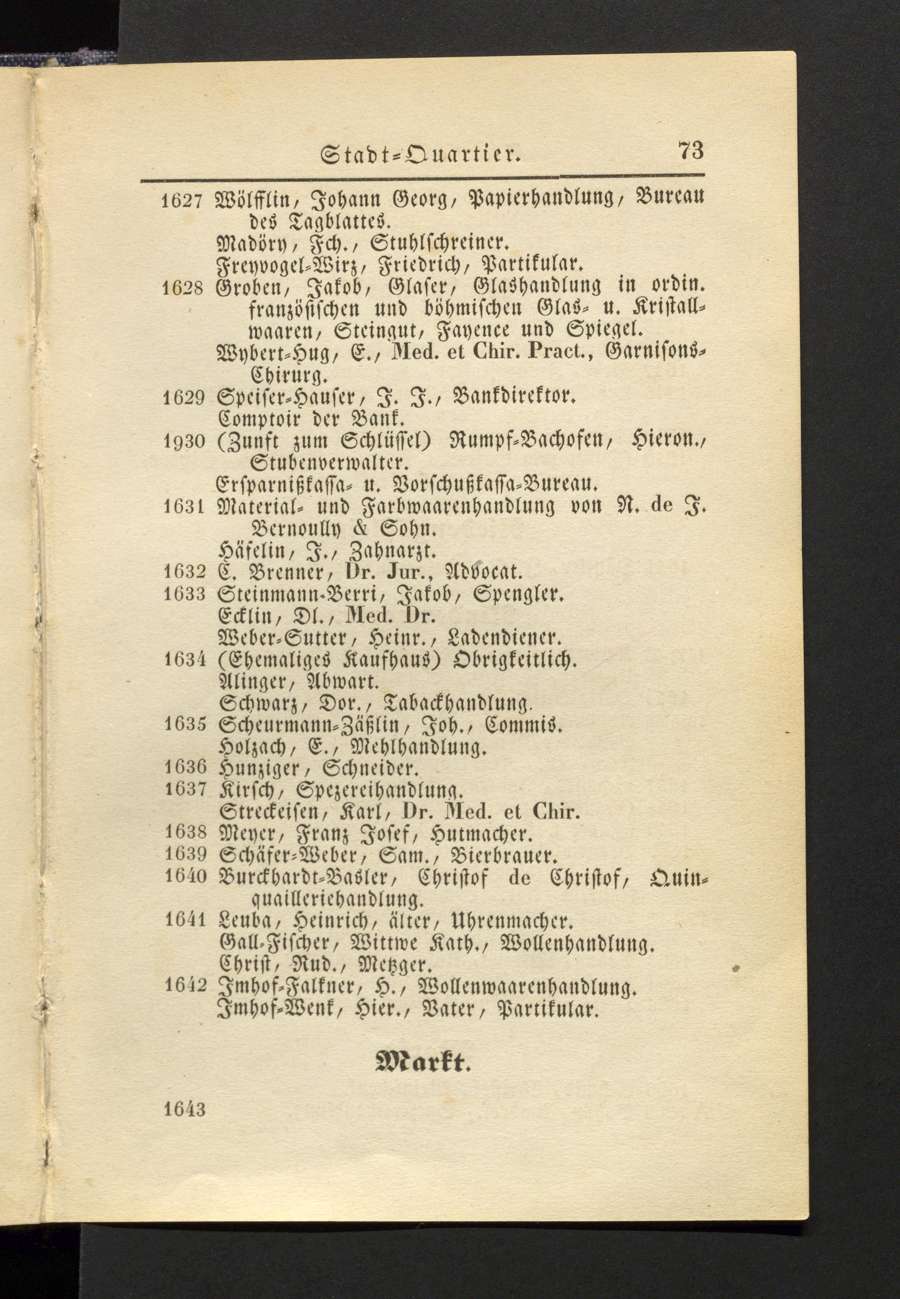 Stadt-Quartier. 73
1627 Wölfflin, Johann Georg, Papierhandlung, Bureau
des Tagblattes.
Madöry, Fch., Stuhlschreiner.
Freyvogel-Wirz, Friedrich, Partikular.
1628 Groben, Jakob, Glaser, Glashandlung in ordin.
französischen und böhmischen Glas- u. Kristall-
waaren, Steingut, Fayence und Spiegel.
Wybert-Hug, E., Med. et Chir. Pract., Garnisons-
Chirurg.
1629 Speiser-Hauser, J. J., Bankdirektor.
Comptoir der Bank.
1930 (Zunft zum Schlüssel) Rumpf-Bachofen, Hieron.,
Stubenverwalter.
Ersparnißkassa- u. Vorschußkassa-Bureau.
1631 Material- und Farbwaarenhandlung von N. de J.
Bernoully & Sohn.
Häfelin, J., Zahnarzt.
1632 C. Brenner, Dr. Jur., Advocat.
1633 Steinmann-Berri, Jakob, Spengler.
Ecklin, Dl., Med. Dr.
Weber-Sutter, Heinr., Ladendiener.
1634 (Ehemaliges Kaufhaus) Obrigkeitlich.
Alinger, Abwart.
Schwarz, Dor., Tabackhandlung.
1635 Scheurmann-Zäßlin, Joh., Commis.
Holzach, E., Mehlhandlung.
1636 Hunziger, Schneider.
1637 Kirsch, Spezereihandlung.
Streckeisen, Karl, Dr. Med. et Chir.
1638 Meyer, Franz Josef, Hutmacher.
1639 Schäfer-Weber, Sam., Bierbrauer.
1640 Burckhardt-Basler, Christof de Christof, Quin-
quailleriehandlung.
1641 Leuba, Heinrich, älter, Uhrenmacher.
Gall-Fischer, Wittwe Kath., Wollenhandlung.
Christ, Rud., Metzger.
1642 Imhof-Falkner, H., Wollenwaarenhandlung.
Imhof-Wenk, Hier., Vater, Partikular.
Markt.
1643